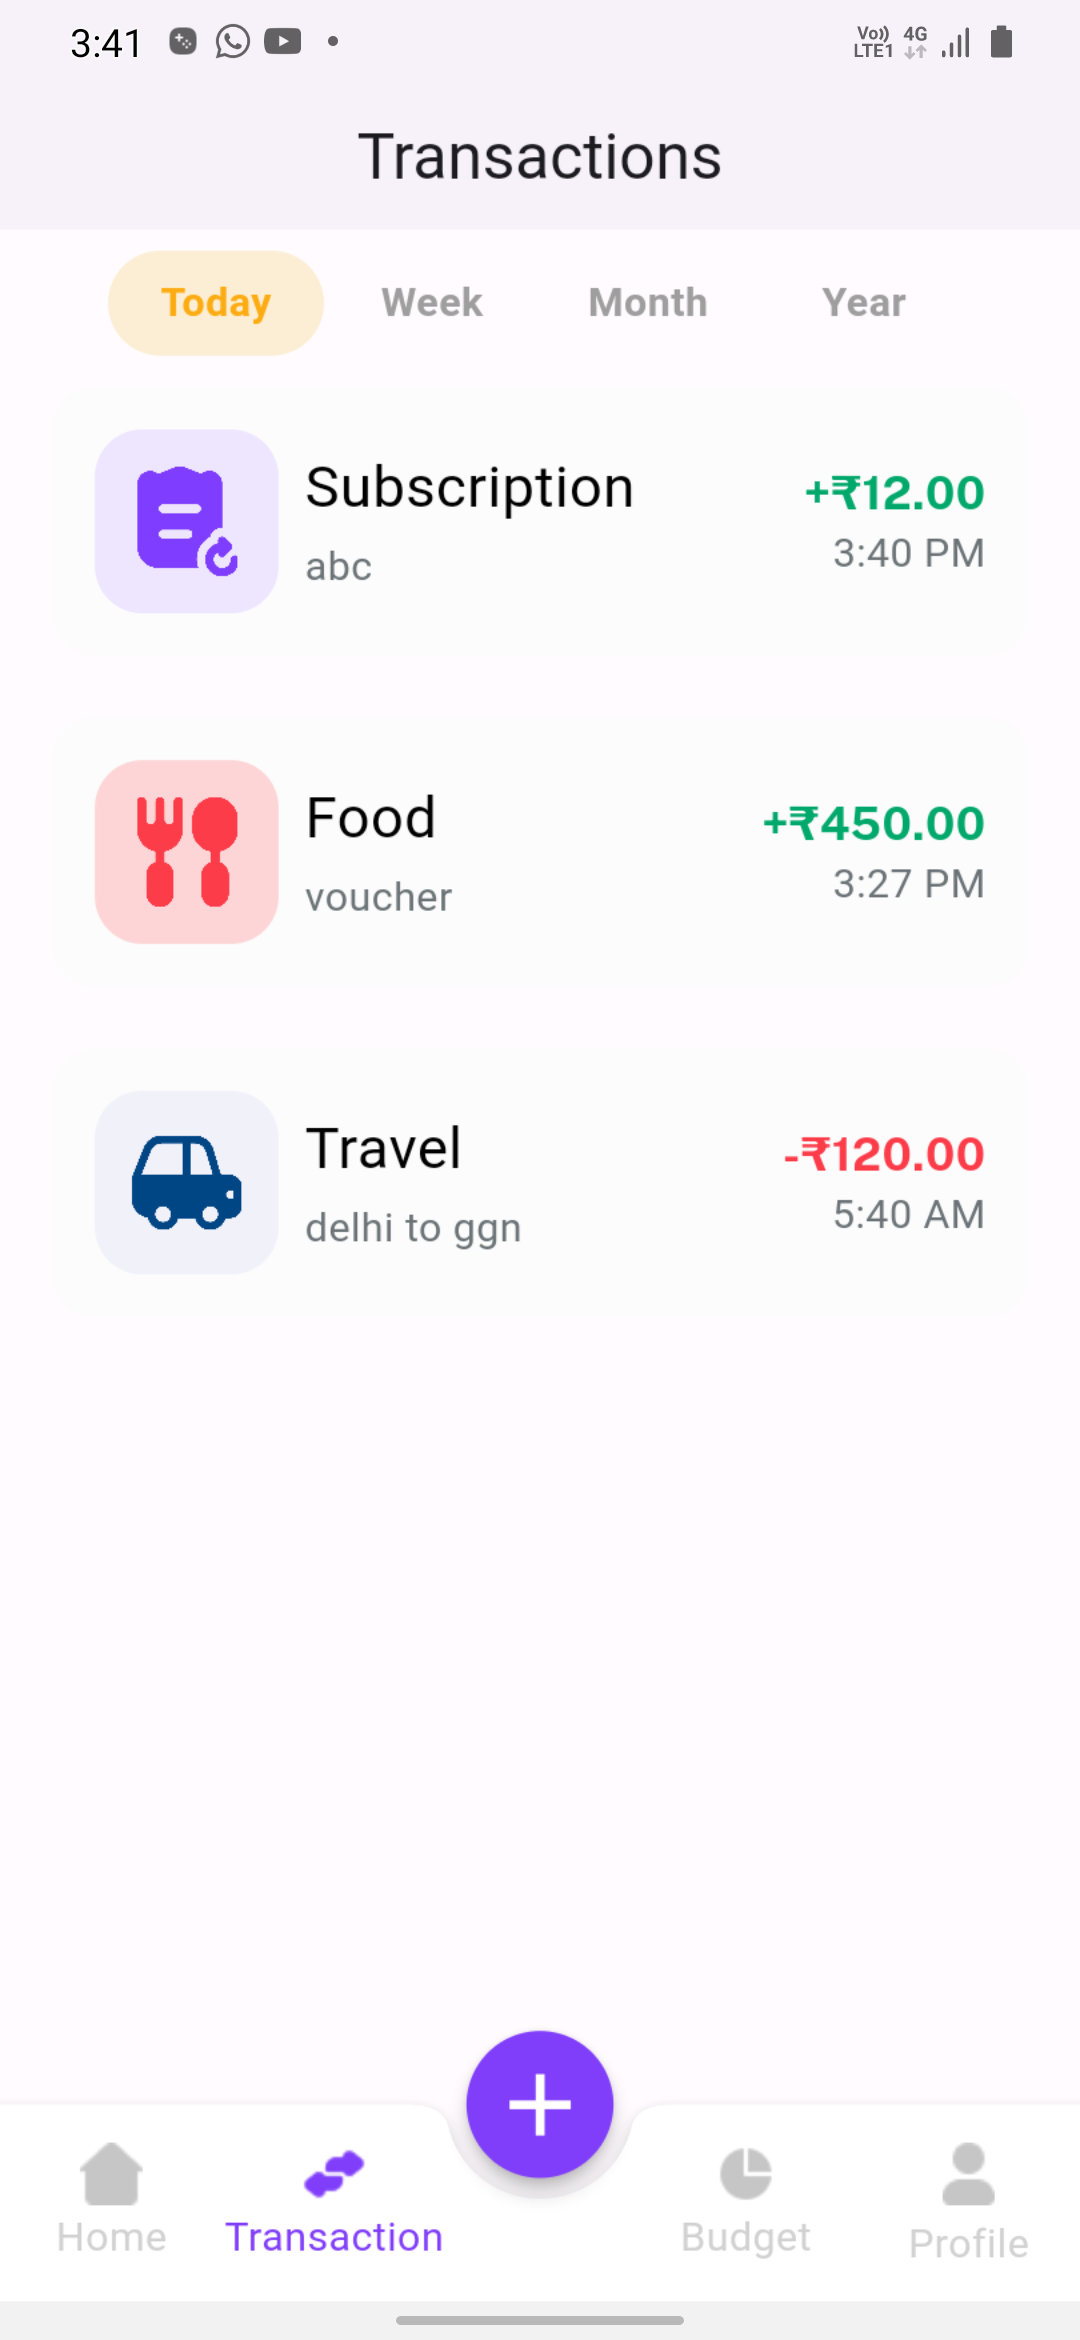 3:41
Vo)) 4G
LTE1
Transactions
Today Week Month Year
Subscription
+₹12.00
abc
3:40 PM
Food
+₹450.00
voucher
3:27 PM
Travel
-₹120.00
delhi to ggn
5:40 AM
Home Transaction Budget Profile